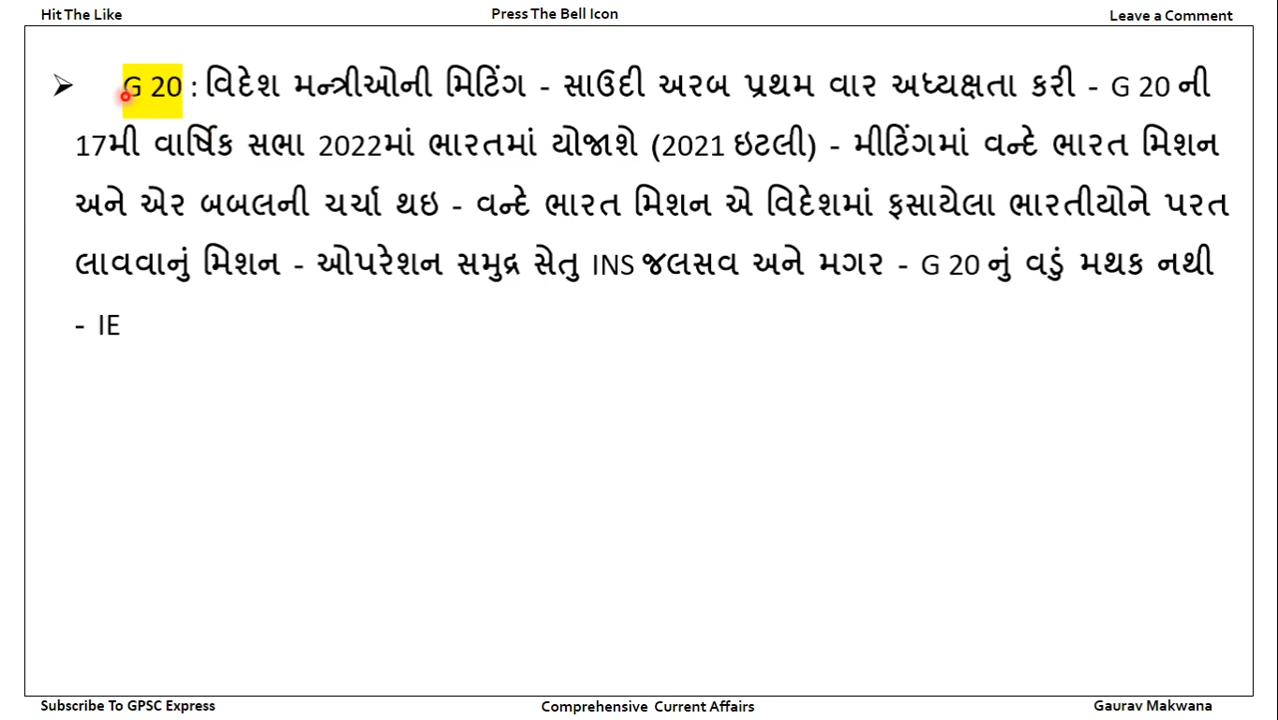 Hit The Like
Press The Bell Icon
Leave a Comment
➢ G 20 : વિદેશ મન્ત્રીઓની મિટિંગ - સાઉદી અરબ પ્રથમ વાર અધ્યક્ષતા કરી - G 20 ની
17મી વાર્ષિક સભા 2022માં ભારતમાં યોજાશે (2021 ઇટલી) - મીટિંગમાં વન્દે ભારત મિશન
અને એર બબલની ચર્ચા થઇ - વન્દે ભારત મિશન એ વિદેશમાં ફસાયેલા ભારતીયોને પરત
લાવવાનું મિશન - ઓપરેશન સમુદ્ર સેતુ INS જલસવ અને મગર - G 20 નું વડું મથક નથી
- IE
Subscribe To GPSC Express
Comprehensive Current Affairs
Gaurav Makwana